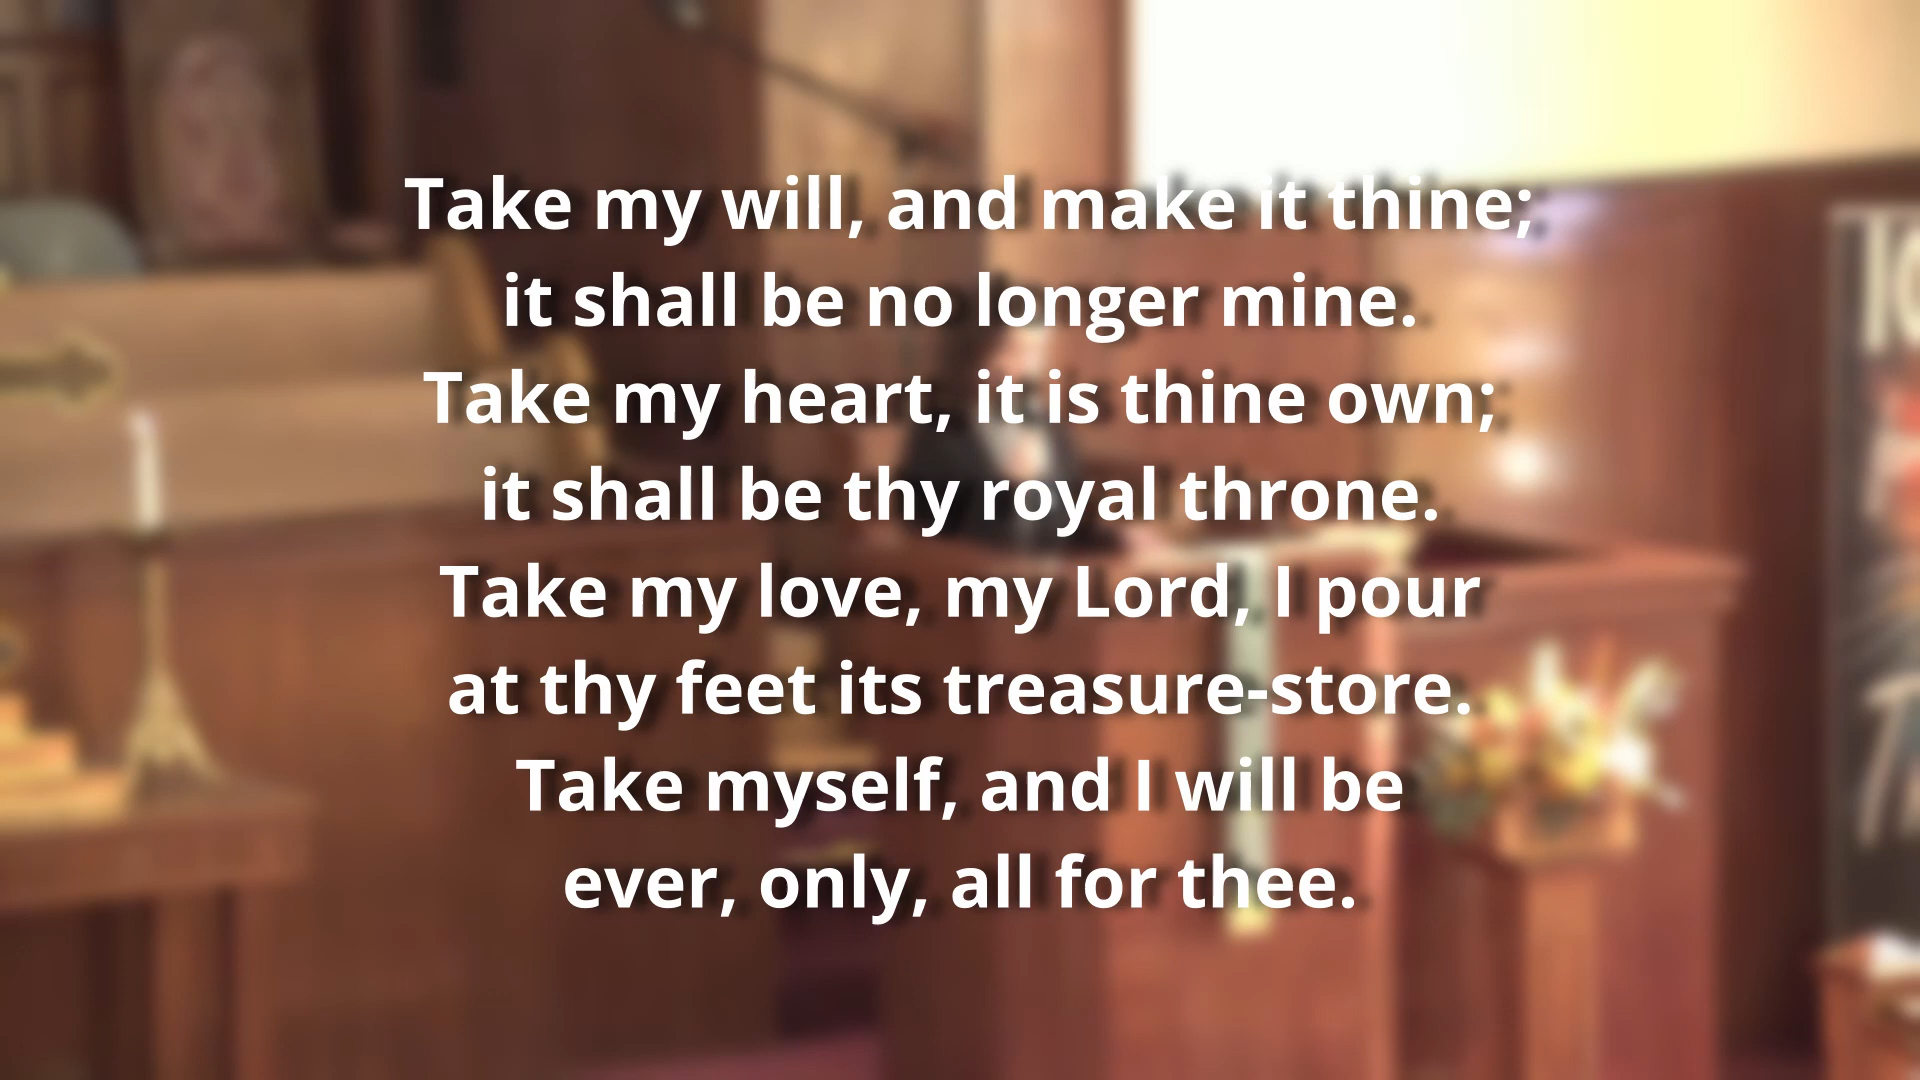 Take my will, and make it thine;
it shall be no longer mine.
Take my heart, it is thine own;
it shall be thy royal throne.
Take my love, my Lord, I pour
at thy feet its treasure-store.
Take myself, and I will be
ever, only, all for thee.